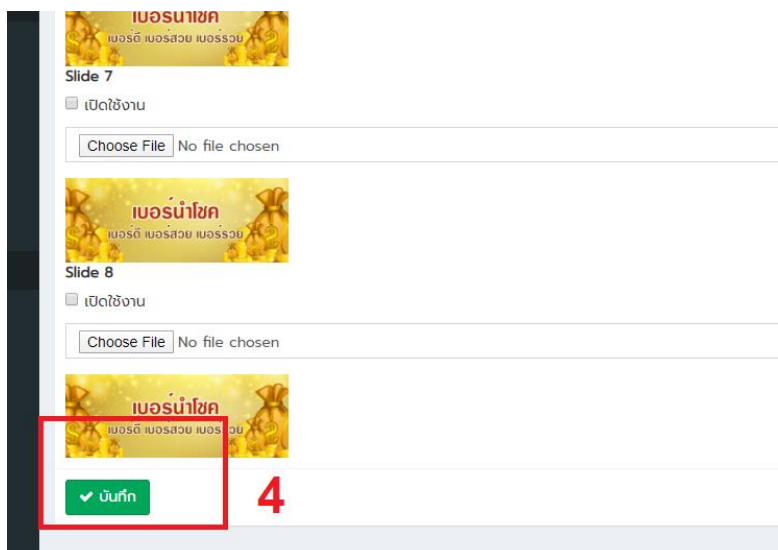 เบอร์นำโชค
เบอร์ดี เบอร์สวย เบอร์รวย
Slide 7
เปิดใช้งาน
Choose File No file chosen
เบอร์นำโชค
เบอร์ดี เบอร์สวย เบอร์รวย
Slide 8
เปิดใช้งาน
Choose File No file chosen
เบอร์นำโชค
เบอร์ดี เบอร์สวย เบอร์รวย
บันทึก
4